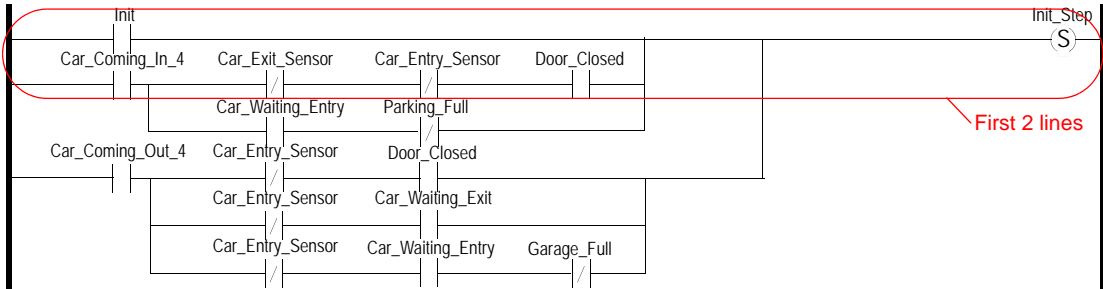 Init Init_Step
S
Car_Coming_In_4 Car_Exit_Sensor Car_Entry_Sensor Door_Closed
Car_Waiting_Entry Parking_Full
First 2 lines
Car_Coming_Out_4 Car_Entry_Sensor Door_Closed
Car_Entry_Sensor Car_Waiting_Exit
Car_Entry_Sensor Car_Waiting_Entry Garage_Full